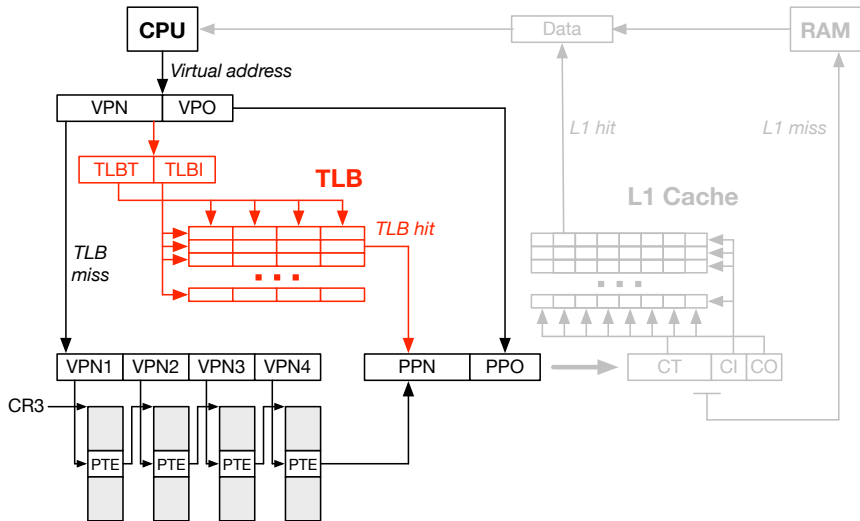 CPU
Data
RAM
Virtual address
VPN VPO
L1 hit
L1 miss
TLBT TLBI
TLB
L1 Cache
TLB hit
TLB
miss
VPN1 VPN2 VPN3 VPN4
PPN PPO
CT CI CO
CR3
PTE PTE PTE PTE